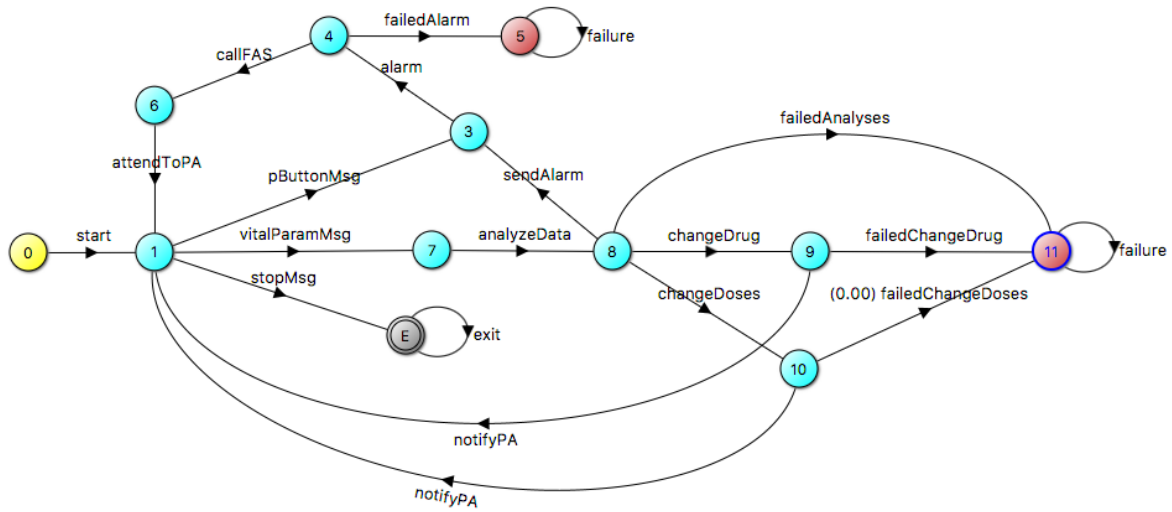 failedAlarm
4
5
failure
callFAS
alarm
6
3
failedAnalyses
attendToPA
pButtonMsg
sendAlarm
start
vitalParamMsg
analyzeData
changeDrug
failedChangeDrug
0
1
7
8
9
11
failure
stopMsg
changeDoses
(0.00) failedChangeDoses
E
exit
10
notifyPA
notifyPA